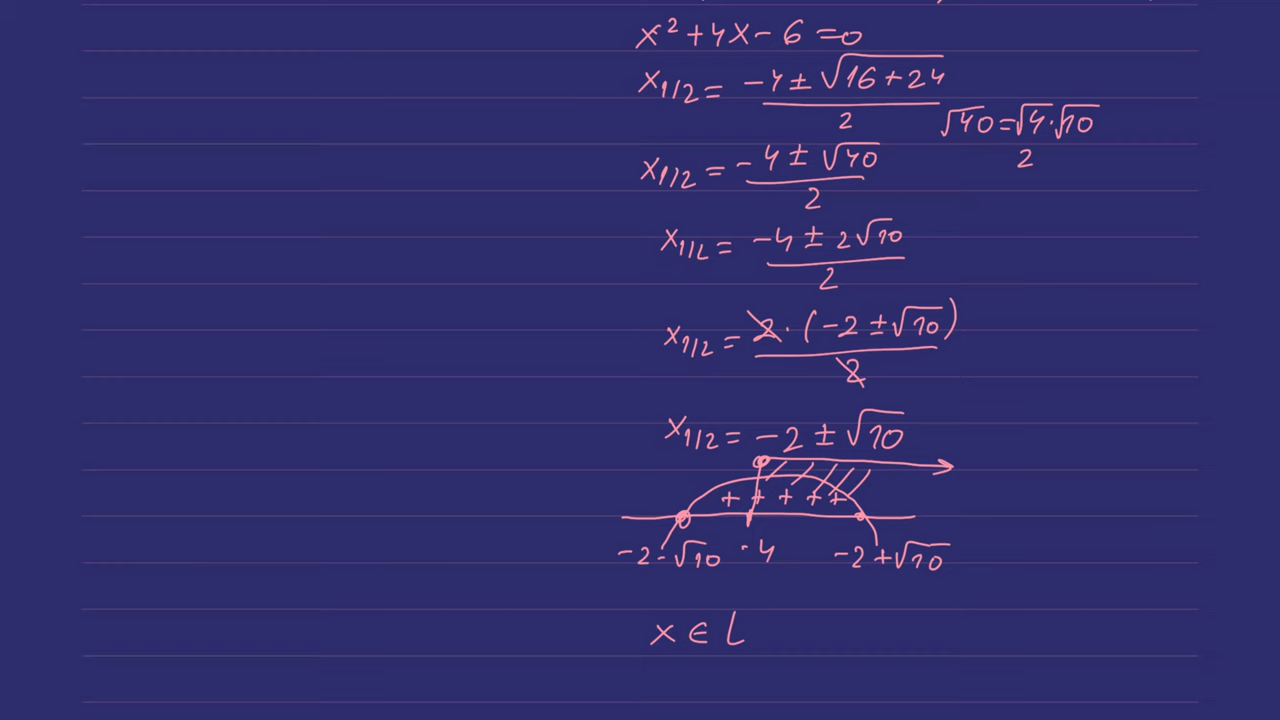 x² + 4x - 6 = 0
x₁/₂ = (-4 ± √(16 + 24)) / 2
√40 = √4 · √10
2
x₁/₂ = (-4 ± √40) / 2
x₁/₂ = (-4 ± 2√10) / 2
x₁/₂ = 2 · (-2 ± √10) / 2
x₁/₂ = -2 ± √10
+ + + + +
-2 - √10 -4 -2 + √10
x ∈ [